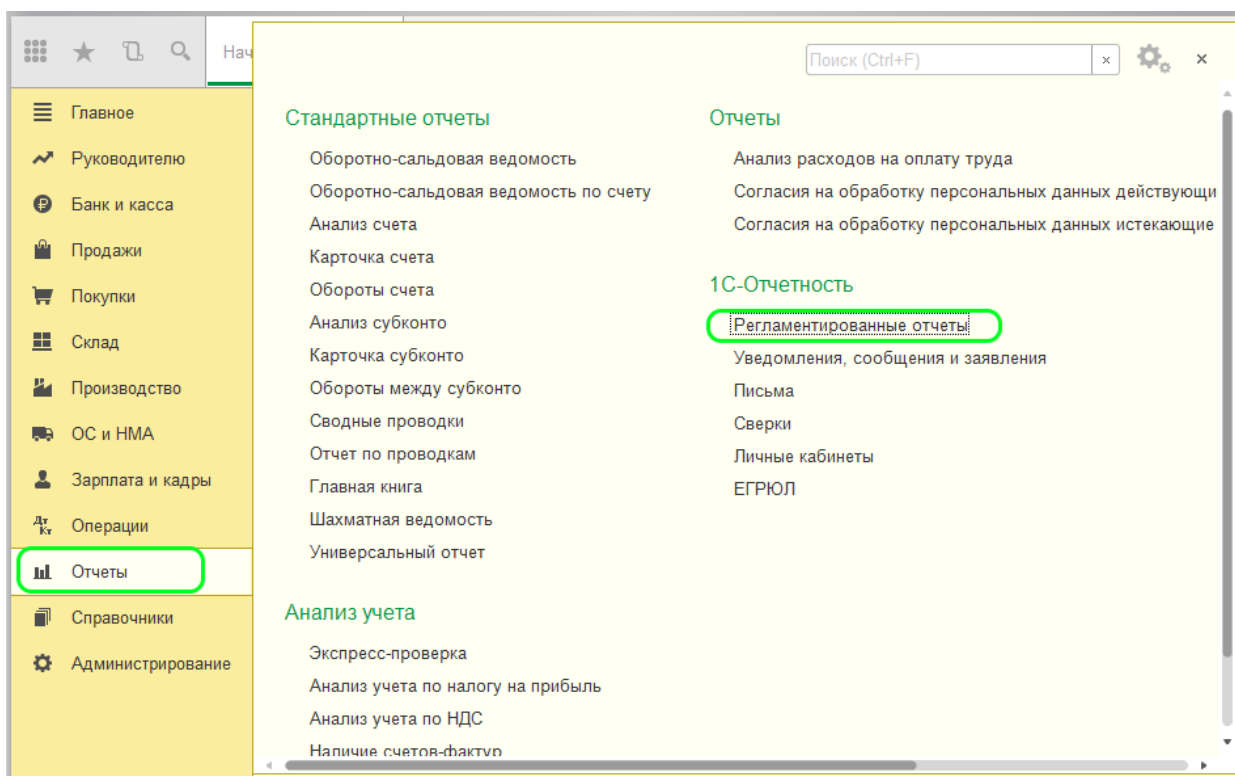 Нач
Поиск (Ctrl+F)
Главное
Руководителю
Банк и касса
Продажи
Покупки
Склад
Производство
ОС и НМА
Зарплата и кадры
Дт Кт
Операции
Отчеты
Справочники
Администрирование
Стандартные отчеты
Оборотно-сальдовая ведомость
Оборотно-сальдовая ведомость по счету
Анализ счета
Карточка счета
Обороты счета
Анализ субконто
Карточка субконто
Обороты между субконто
Сводные проводки
Отчет по проводкам
Главная книга
Шахматная ведомость
Универсальный отчет
Анализ учета
Экспресс-проверка
Анализ учета по налогу на прибыль
Анализ учета по НДС
Наличие счетов-фактур
Отчеты
Анализ расходов на оплату труда
Согласия на обработку персональных данных действующи
Согласия на обработку персональных данных истекающие
1С-Отчетность
Регламентированные отчеты
Уведомления, сообщения и заявления
Письма
Сверки
Личные кабинеты
ЕГРЮЛ